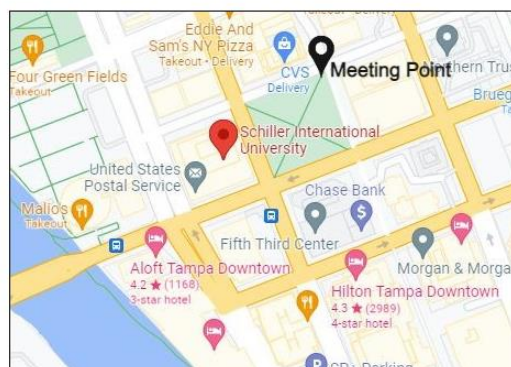 Eddie And
Sam's NY Pizza
Takeout • Delivery
Takeout • Delivery
Four Green Fields
Takeout
CVS
Delivery
Meeting Point
Schiller International
University
United States
Postal Service
Malios
Takeout
Chase Bank
Fifth Third Center
Aloft Tampa Downtown
4.2 ★ (1168)
3-star hotel
Hilton Tampa Downtown
4.3 ★ (2989)
4-star hotel
Morgan & Morga